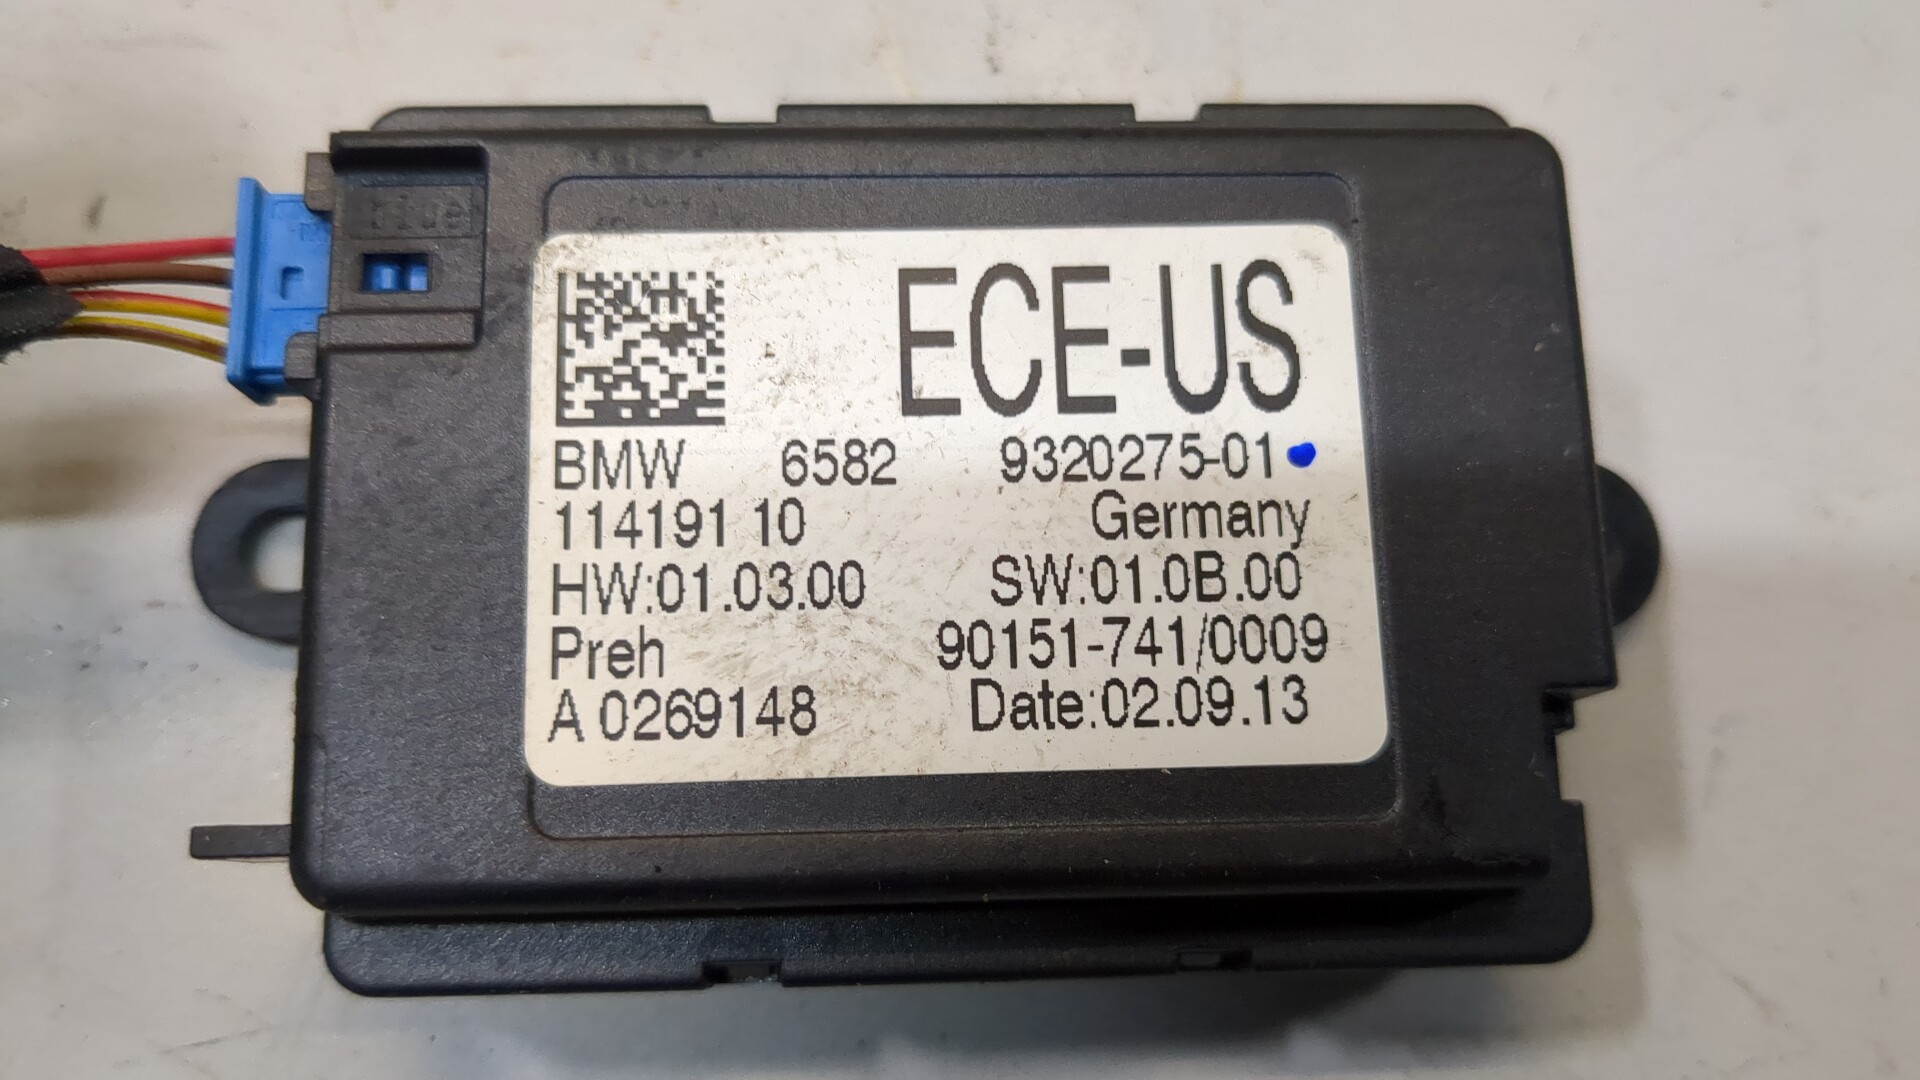 blue
ECE-US
BMW 6582 9320275-01
114191 10 Germany
HW:01.03.00 SW:01.0B.00
Preh 90151-741/0009
A 0269148 Date:02.09.13